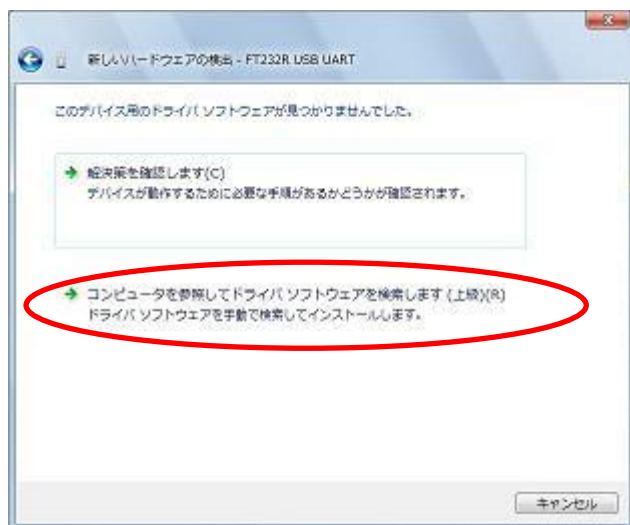 新しいハードウェアの検出 - FT232R USB UART
このデバイス用のドライバ ソフトウェアが見つかりませんでした。
解決策を確認します(C)
デバイスが動作するために必要な手順があるかどうかが確認されます。
コンピュータを参照してドライバ ソフトウェアを検索します (上級)(R)
ドライバ ソフトウェアを手動で検索してインストールします。
キャンセル